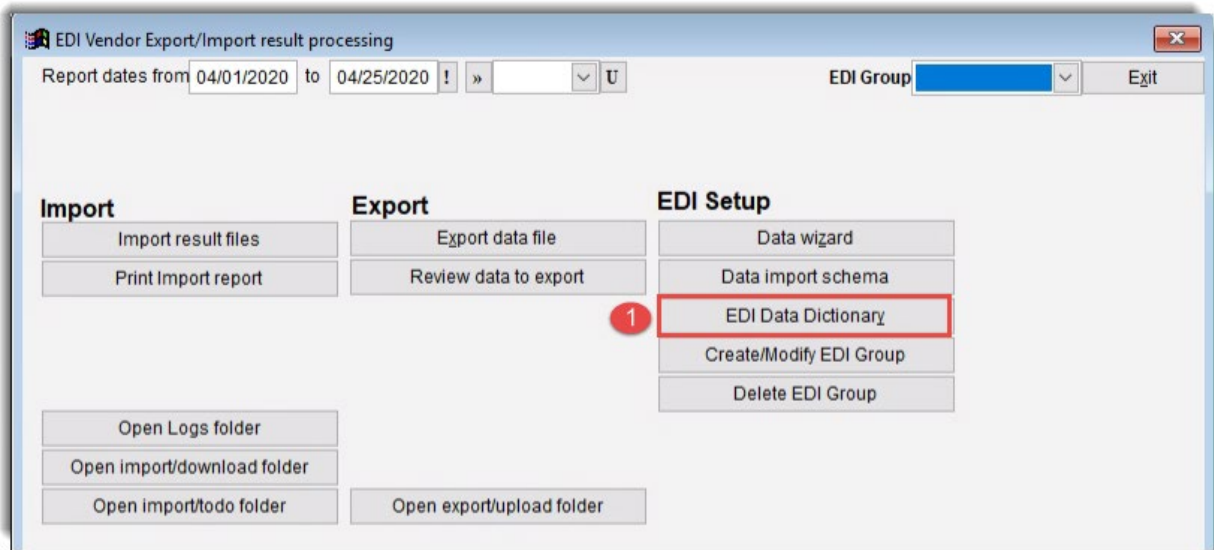 EDI Vendor Export/Import result processing
Report dates from 04/01/2020 to 04/25/2020 ! » U EDI Group Exit
Import Export EDI Setup
Import result files Export data file Data wizard
Print Import report Review data to export Data import schema
1 EDI Data Dictionary
Create/Modify EDI Group
Delete EDI Group
Open Logs folder
Open import/download folder
Open import/todo folder Open export/upload folder